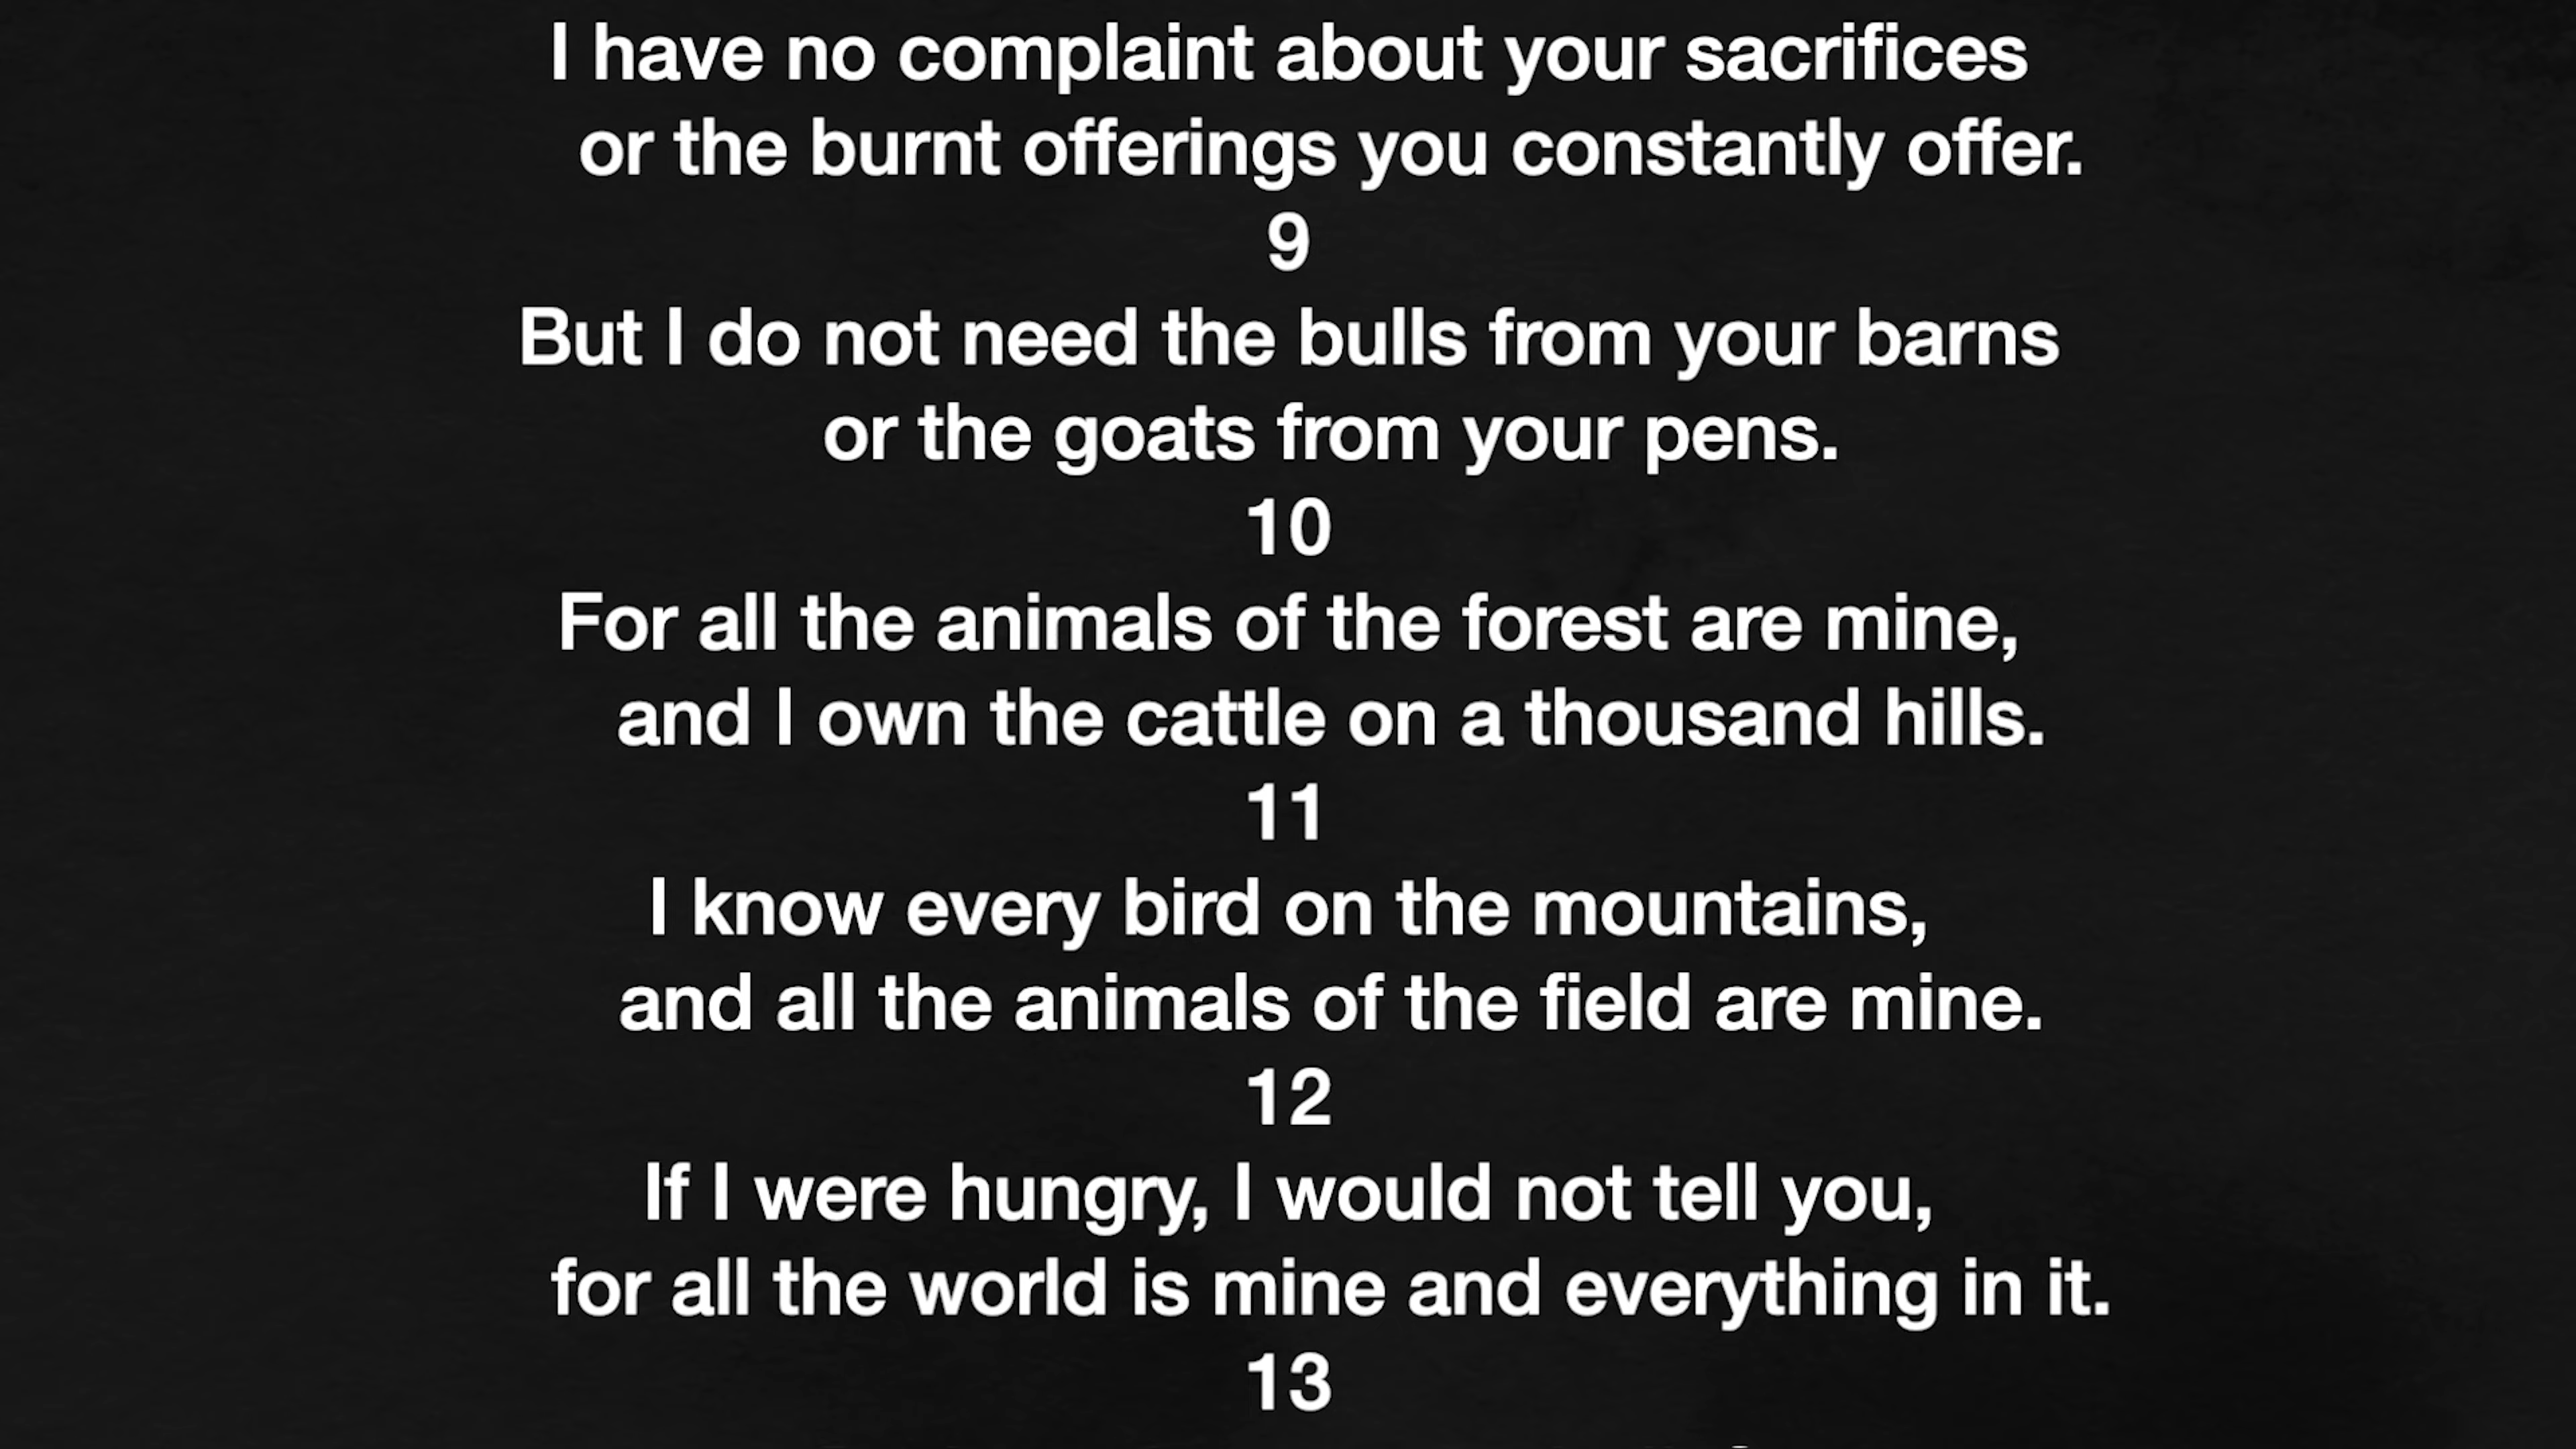 I have no complaint about your sacrifices
or the burnt offerings you constantly offer.
9
But I do not need the bulls from your barns
or the goats from your pens.
10
For all the animals of the forest are mine,
and I own the cattle on a thousand hills.
11
I know every bird on the mountains,
and all the animals of the field are mine.
12
If I were hungry, I would not tell you,
for all the world is mine and everything in it.
13